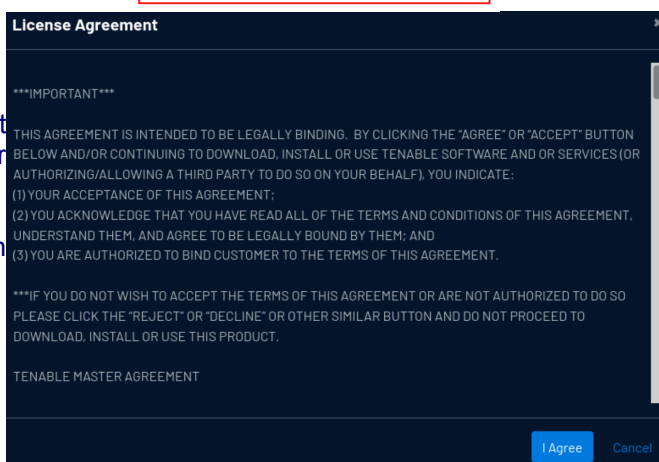 License Agreement
***IMPORTANT***
THIS AGREEMENT IS INTENDED TO BE LEGALLY BINDING. BY CLICKING THE "AGREE" OR "ACCEPT" BUTTON
BELOW AND/OR CONTINUING TO DOWNLOAD, INSTALL OR USE TENABLE SOFTWARE AND OR SERVICES (OR
AUTHORIZING/ALLOWING A THIRD PARTY TO DO SO ON YOUR BEHALF), YOU INDICATE:
(1) YOUR ACCEPTANCE OF THIS AGREEMENT;
(2) YOU ACKNOWLEDGE THAT YOU HAVE READ ALL OF THE TERMS AND CONDITIONS OF THIS AGREEMENT,
UNDERSTAND THEM, AND AGREE TO BE LEGALLY BOUND BY THEM; AND
(3) YOU ARE AUTHORIZED TO BIND CUSTOMER TO THE TERMS OF THIS AGREEMENT.
***IF YOU DO NOT WISH TO ACCEPT THE TERMS OF THIS AGREEMENT OR ARE NOT AUTHORIZED TO DO SO
PLEASE CLICK THE "REJECT" OR "DECLINE" OR OTHER SIMILAR BUTTON AND DO NOT PROCEED TO
DOWNLOAD, INSTALL OR USE THIS PRODUCT.
TENABLE MASTER AGREEMENT
I Agree Cancel